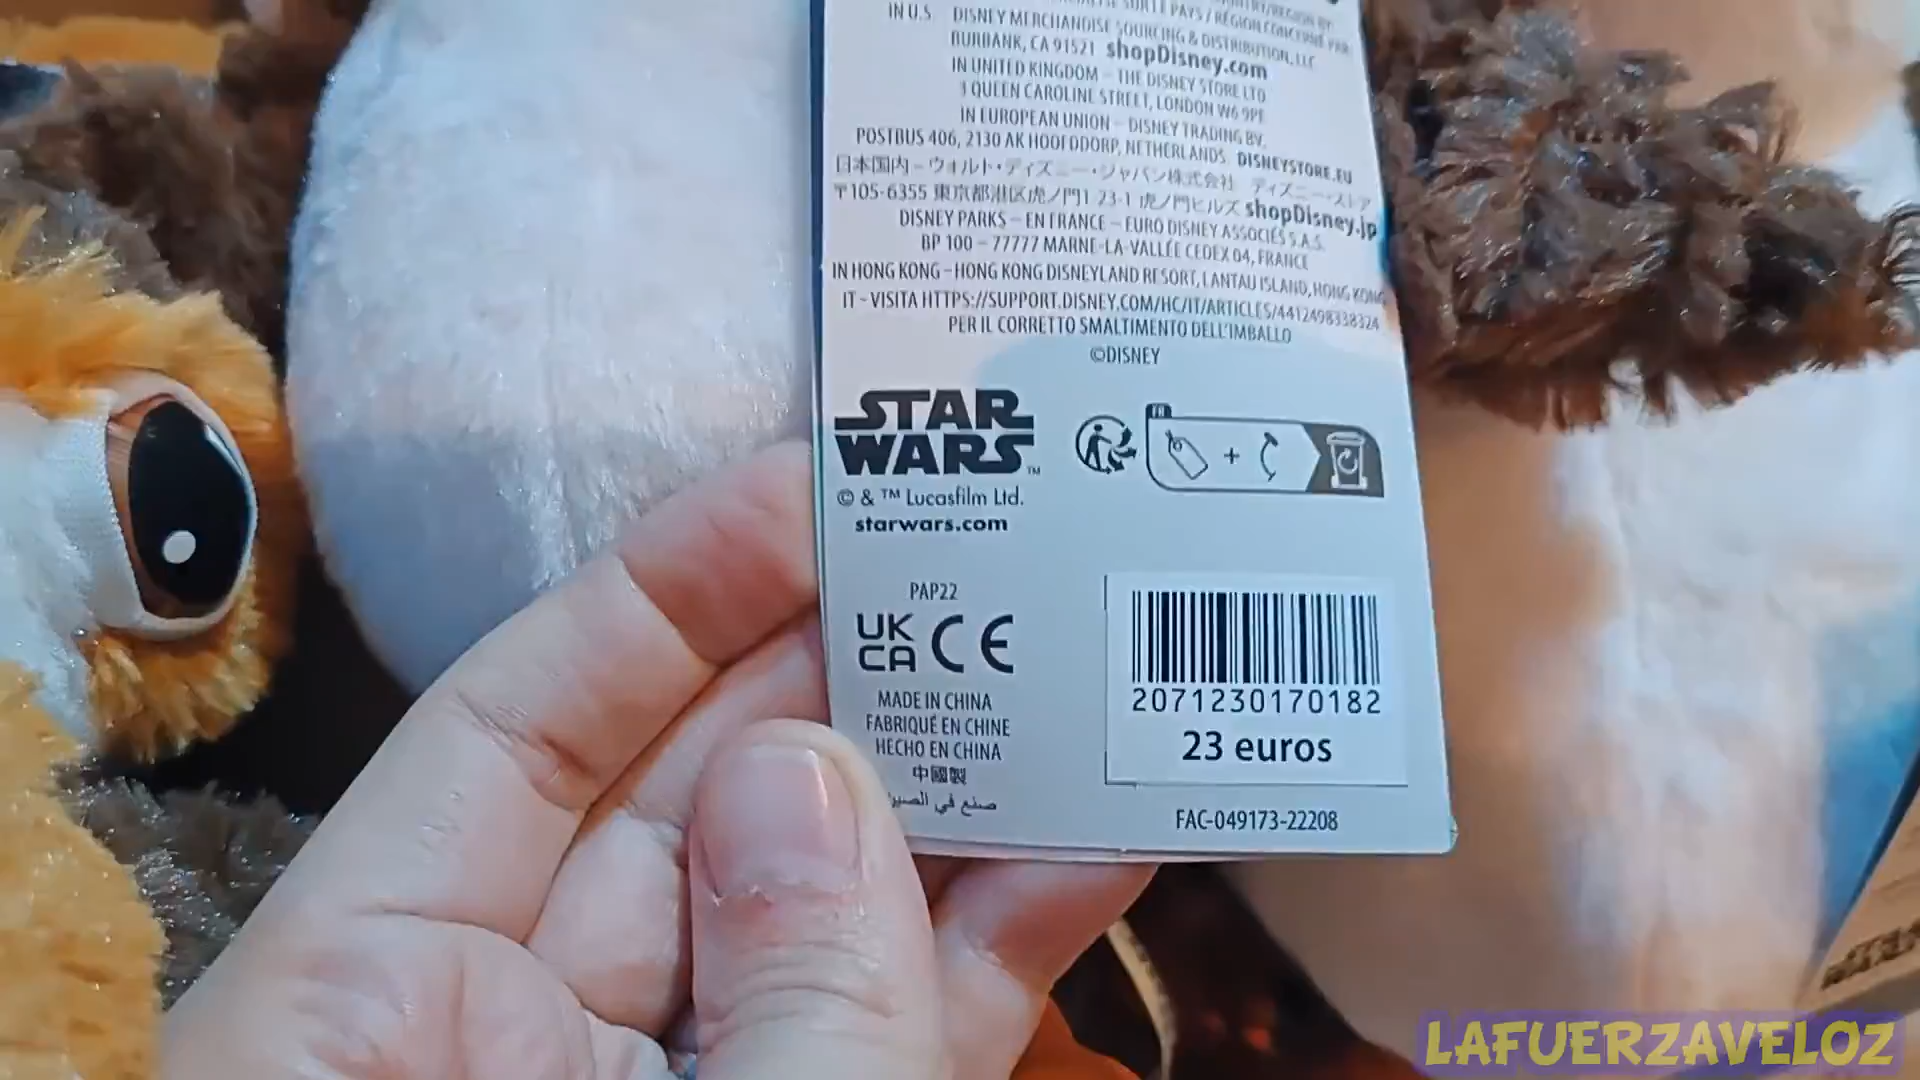 SUR LE PAYS / RÉGION CONCERNÉ PAR:
IN U.S. DISNEY MERCHANDISE SOURCING & DISTRIBUTION, LLC
BURBANK, CA 91521 shopDisney.com
IN UNITED KINGDOM – THE DISNEY STORE LTD
3 QUEEN CAROLINE STREET, LONDON W6 9PE
IN EUROPEAN UNION – DISNEY TRADING BV.
POSTBUS 406, 2130 AK HOOFDDORP, NETHERLANDS DISNEYSTORE.EU
日本国内 – ウォルト・ディズニー・ジャパン株式会社 ディズニーストア
〒105-6355 東京都港区虎ノ門1-23-1 虎ノ門ヒルズ shopDisney.jp
DISNEY PARKS – EN FRANCE – EURO DISNEY ASSOCIÉS S.A.S.
BP 100 – 77777 MARNE-LA-VALLÉE CEDEX 04, FRANCE
IN HONG KONG – HONG KONG DISNEYLAND RESORT, LANTAU ISLAND, HONG KONG
IT - VISITA HTTPS://SUPPORT.DISNEY.COM/HC/IT/ARTICLES/4412498338324
PER IL CORRETTO SMALTIMENTO DELL'IMBALLO
©DISNEY
STAR
WARS™
© & ™ Lucasfilm Ltd.
starwars.com
FR
+
PAP22
UK
CA CE
MADE IN CHINA
FABRIQUÉ EN CHINE
HECHO EN CHINA
中國製
صنع في الصين
2071230170182
23 euros
FAC-049173-22208
LAFUERZAVELOZ